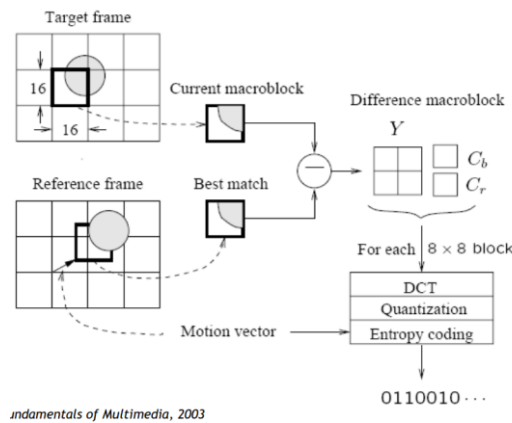 Target frame
16
16
Current macroblock
Difference macroblock
Y
Cb
Cr
Reference frame
Best match
For each 8 × 8 block
DCT
Quantization
Entropy coding
Motion vector
0110010 ···
undamentals of Multimedia, 2003